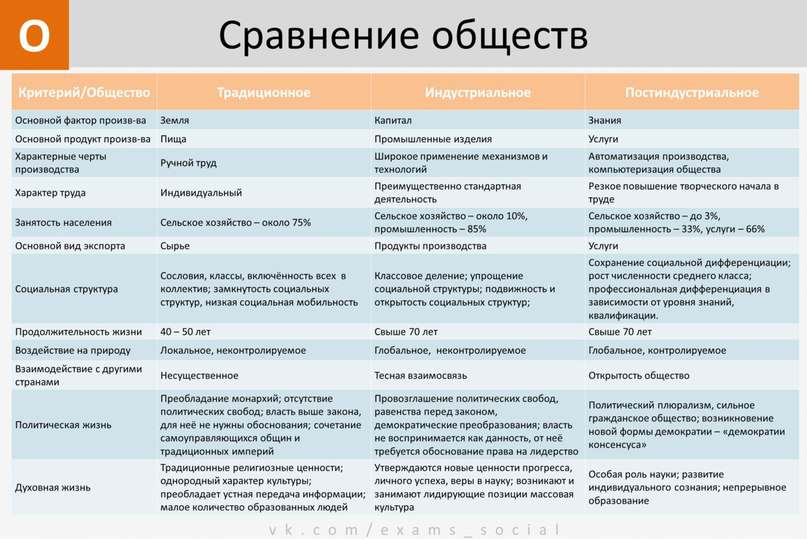 О
Сравнение обществ
Критерий/Общество Традиционное Индустриальное Постиндустриальное
Основной фактор произв-ва Земля Капитал Знания
Основной продукт произв-ва Пища Промышленные изделия Услуги
Характерные черты
производства
Ручной труд
Широкое применение механизмов и
технологий
Автоматизация производства,
компьютеризация общества
Характер труда
Индивидуальный
Преимущественно стандартная
деятельность
Резкое повышение творческого начала в
труде
Занятость населения
Сельское хозяйство – около 75%
Сельское хозяйство – около 10%,
промышленность – 85%
Сельское хозяйство – до 3%,
промышленность – 33%, услуги – 66%
Основной вид экспорта Сырье Продукты производства Услуги
Социальная структура
Сословия, классы, включённость всех в
коллектив; замкнутость социальных
структур, низкая социальная мобильность
Классовое деление; упрощение
социальной структуры; подвижность и
открытость социальных структур;
Сохранение социальной дифференциации;
рост численности среднего класса;
профессиональная дифференциация в
зависимости от уровня знаний,
квалификации.
Продолжительность жизни 40 – 50 лет Свыше 70 лет Свыше 70 лет
Воздействие на природу Локальное, неконтролируемое Глобальное, неконтролируемое Глобальное, контролируемое
Взаимодействие с другими
странами
Несущественное
Тесная взаимосвязь
Открытость общество
Политическая жизнь
Преобладание монархий; отсутствие
политических свобод; власть выше закона,
для неё не нужны обоснования; сочетание
самоуправляющихся общин и
традиционных империй
Провозглашение политических свобод,
равенства перед законом,
демократические преобразования; власть
не воспринимается как данность, от неё
требуется обоснование права на лидерство
Политический плюрализм, сильное
гражданское общество; возникновение
новой формы демократии – «демократии
консенсуса»
Духовная жизнь
Традиционные религиозные ценности;
однородный характер культуры;
преобладает устная передача информации;
малое количество образованных людей
Утверждаются новые ценности прогресса,
личного успеха, веры в науку; возникают и
занимают лидирующие позиции массовая
культура
Особая роль науки; развитие
индивидуального сознания; непрерывное
образование
vk.com/exams_social